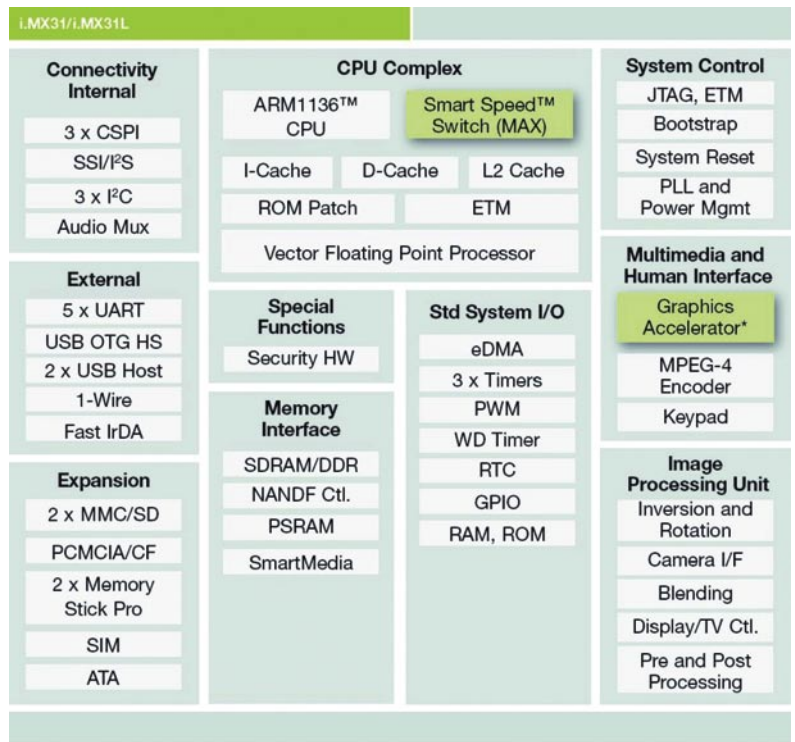 i.MX31/i.MX31L
Connectivity
Internal
3 x CSPI
SSI/I²S
3 x I²C
Audio Mux
External
5 x UART
USB OTG HS
2 x USB Host
1-Wire
Fast IrDA
Expansion
2 x MMC/SD
PCMCIA/CF
2 x Memory
Stick Pro
SIM
ATA
CPU Complex
ARM1136™
CPU
Smart Speed™
Switch (MAX)
I-Cache
D-Cache
L2 Cache
ROM Patch
ETM
Vector Floating Point Processor
Special
Functions
Security HW
Memory
Interface
SDRAM/DDR
NANDF Ctl.
PSRAM
SmartMedia
Std System I/O
eDMA
3 x Timers
PWM
WD Timer
RTC
GPIO
RAM, ROM
System Control
JTAG, ETM
Bootstrap
System Reset
PLL and
Power Mgmt
Multimedia and
Human Interface
Graphics
Accelerator*
MPEG-4
Encoder
Keypad
Image
Processing Unit
Inversion and
Rotation
Camera I/F
Blending
Display/TV Ctl.
Pre and Post
Processing